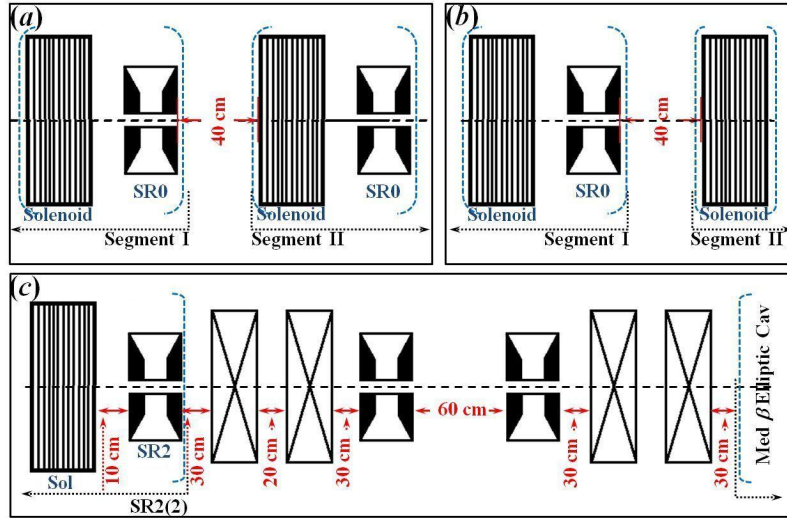 (a)
40 cm
SR0
SR0
Solenoid
Solenoid
Segment I
Segment II
(b)
40 cm
SR0
Solenoid
Solenoid
Segment I
Segment II
(c)
10 cm
SR2
30 cm
20 cm
30 cm
60 cm
30 cm
30 cm
Med β Elliptic Cav
Sol
SR2(2)